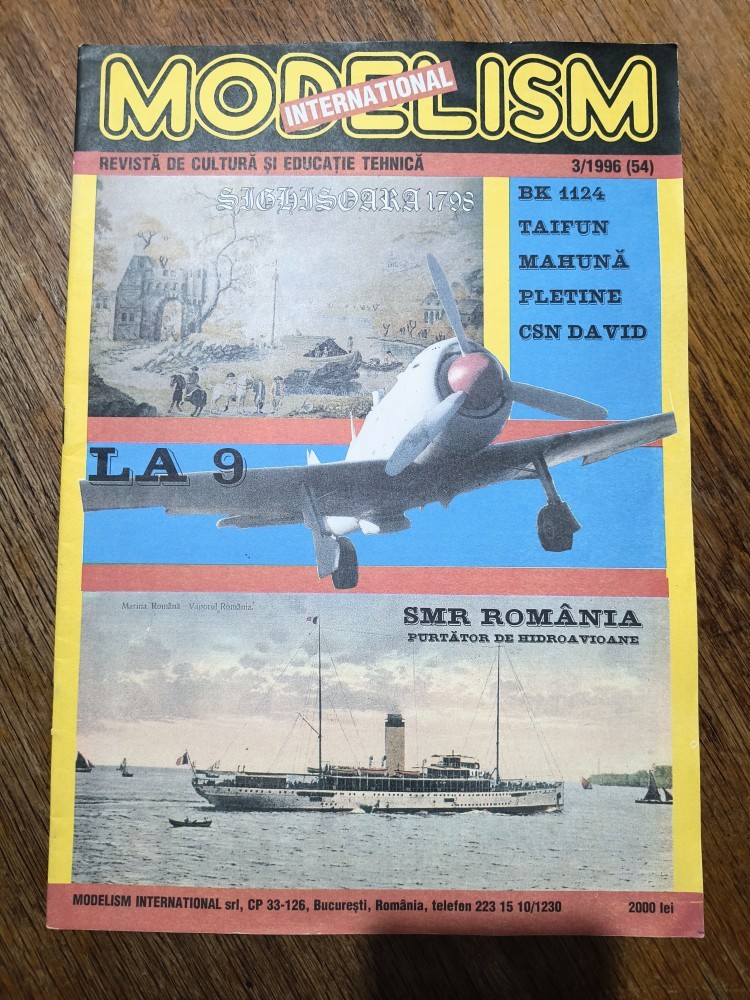 MODELISM
INTERNATIONAL
REVISTĂ DE CULTURĂ ȘI EDUCAȚIE TEHNICĂ 3/1996 (54)
SIGHISOARA 1798
BK 1124
TAIFUN
MAHUNĂ
PLETINE
CSN DAVID
LA 9
Marina Română - Vaporul România.
SMR ROMÂNIA
PURTĂTOR DE HIDROAVIOANE
MODELISM INTERNATIONAL srl, CP 33-126, București, România, telefon 223 15 10/1230 2000 lei